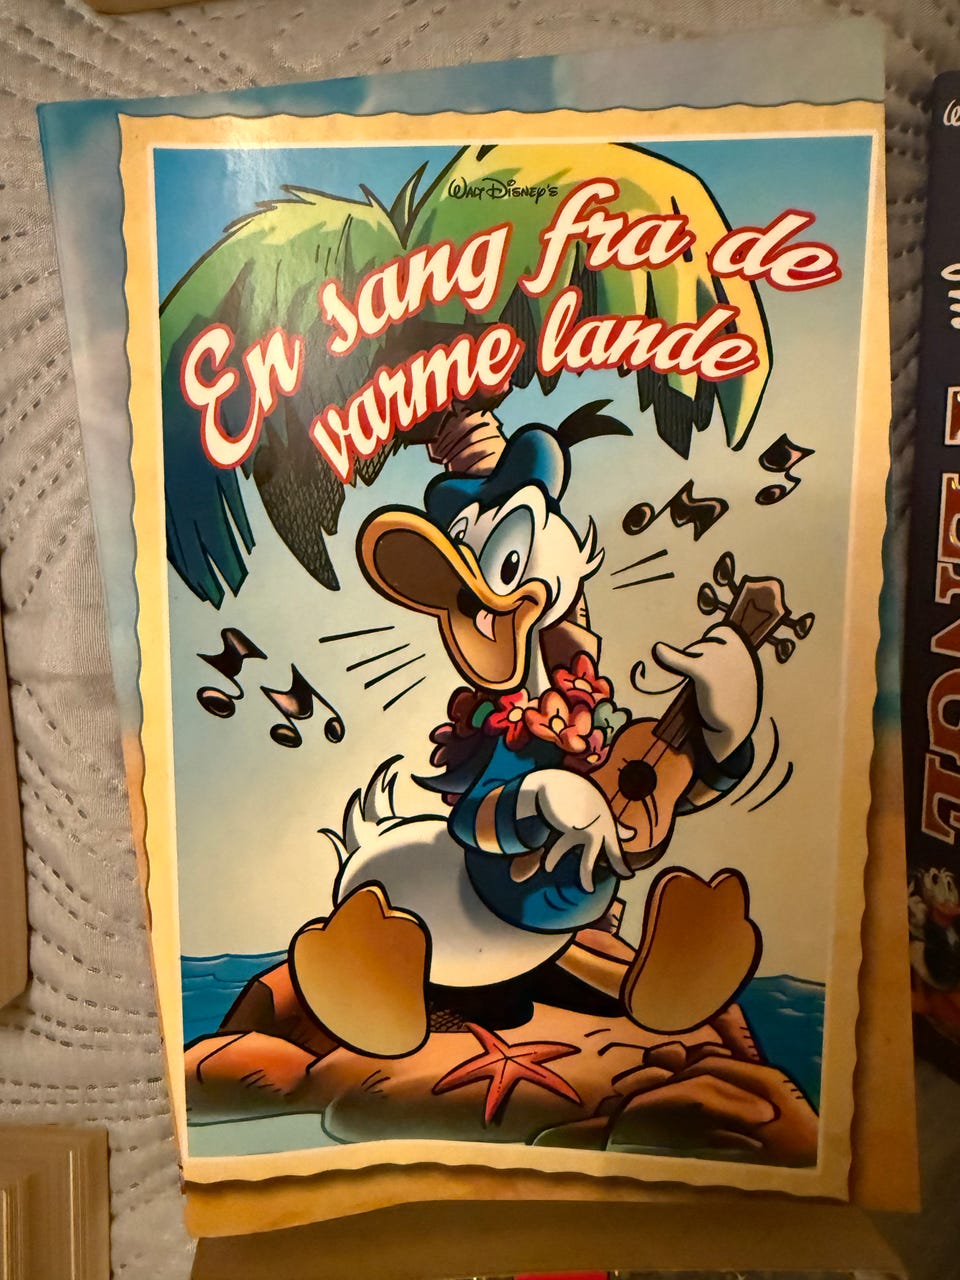 WALT DISNEY'S
En sang fra de
varme lande